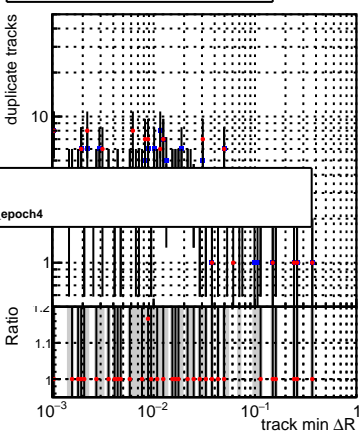 duplicate tracks
10
epoch4
1
Ratio
1.2
1.1
1
10−3
10−2
10−1
1
track min ΔR